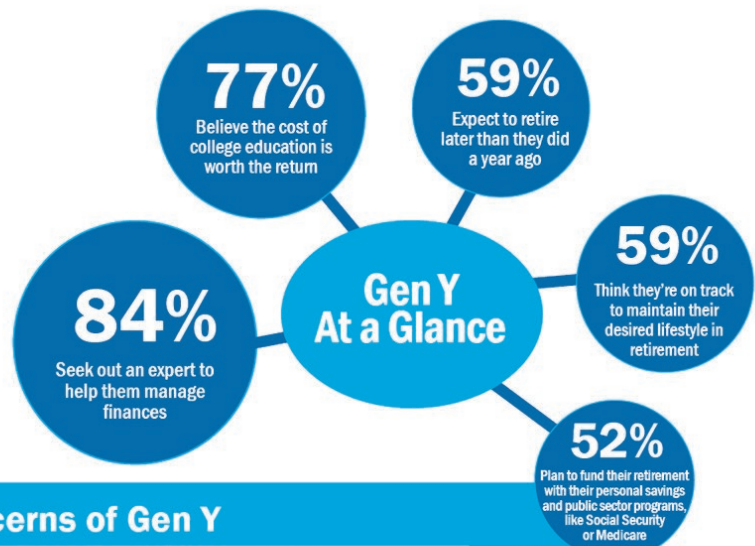 77%
Believe the cost of
college education is
worth the return
59%
Expect to retire
later than they did
a year ago
84%
Seek out an expert to
help them manage
finances
Gen Y
At a Glance
59%
Think they're on track
to maintain their
desired lifestyle in
retirement
52%
Plan to fund their retirement
with their personal savings
and public sector programs,
like Social Security
or Medicare
of Gen Y